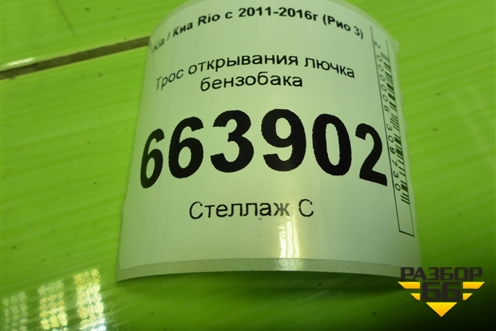 Kia / Киа Rio с 2011-2016г (Рио 3)
Трос открывания лючка
бензобака
663902
Стеллаж С
РАЗБОР
66